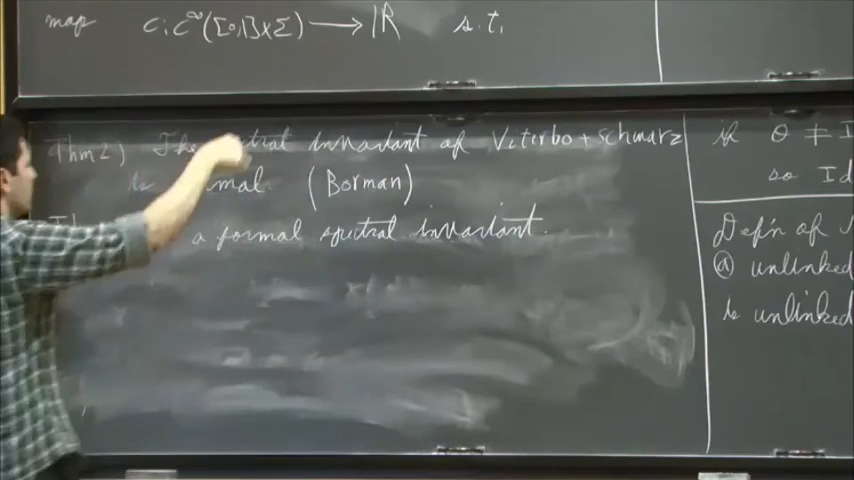 map c: C^∞([0,1]×Σ) → ℝ s.t.
Thm 2) The spectral invariant of Viterbo + Schwarz
is formal (Borman)
a formal spectral invariant.
if θ ≠ I
so Id
Def'n of
ⓐ unlinked
is unlinked